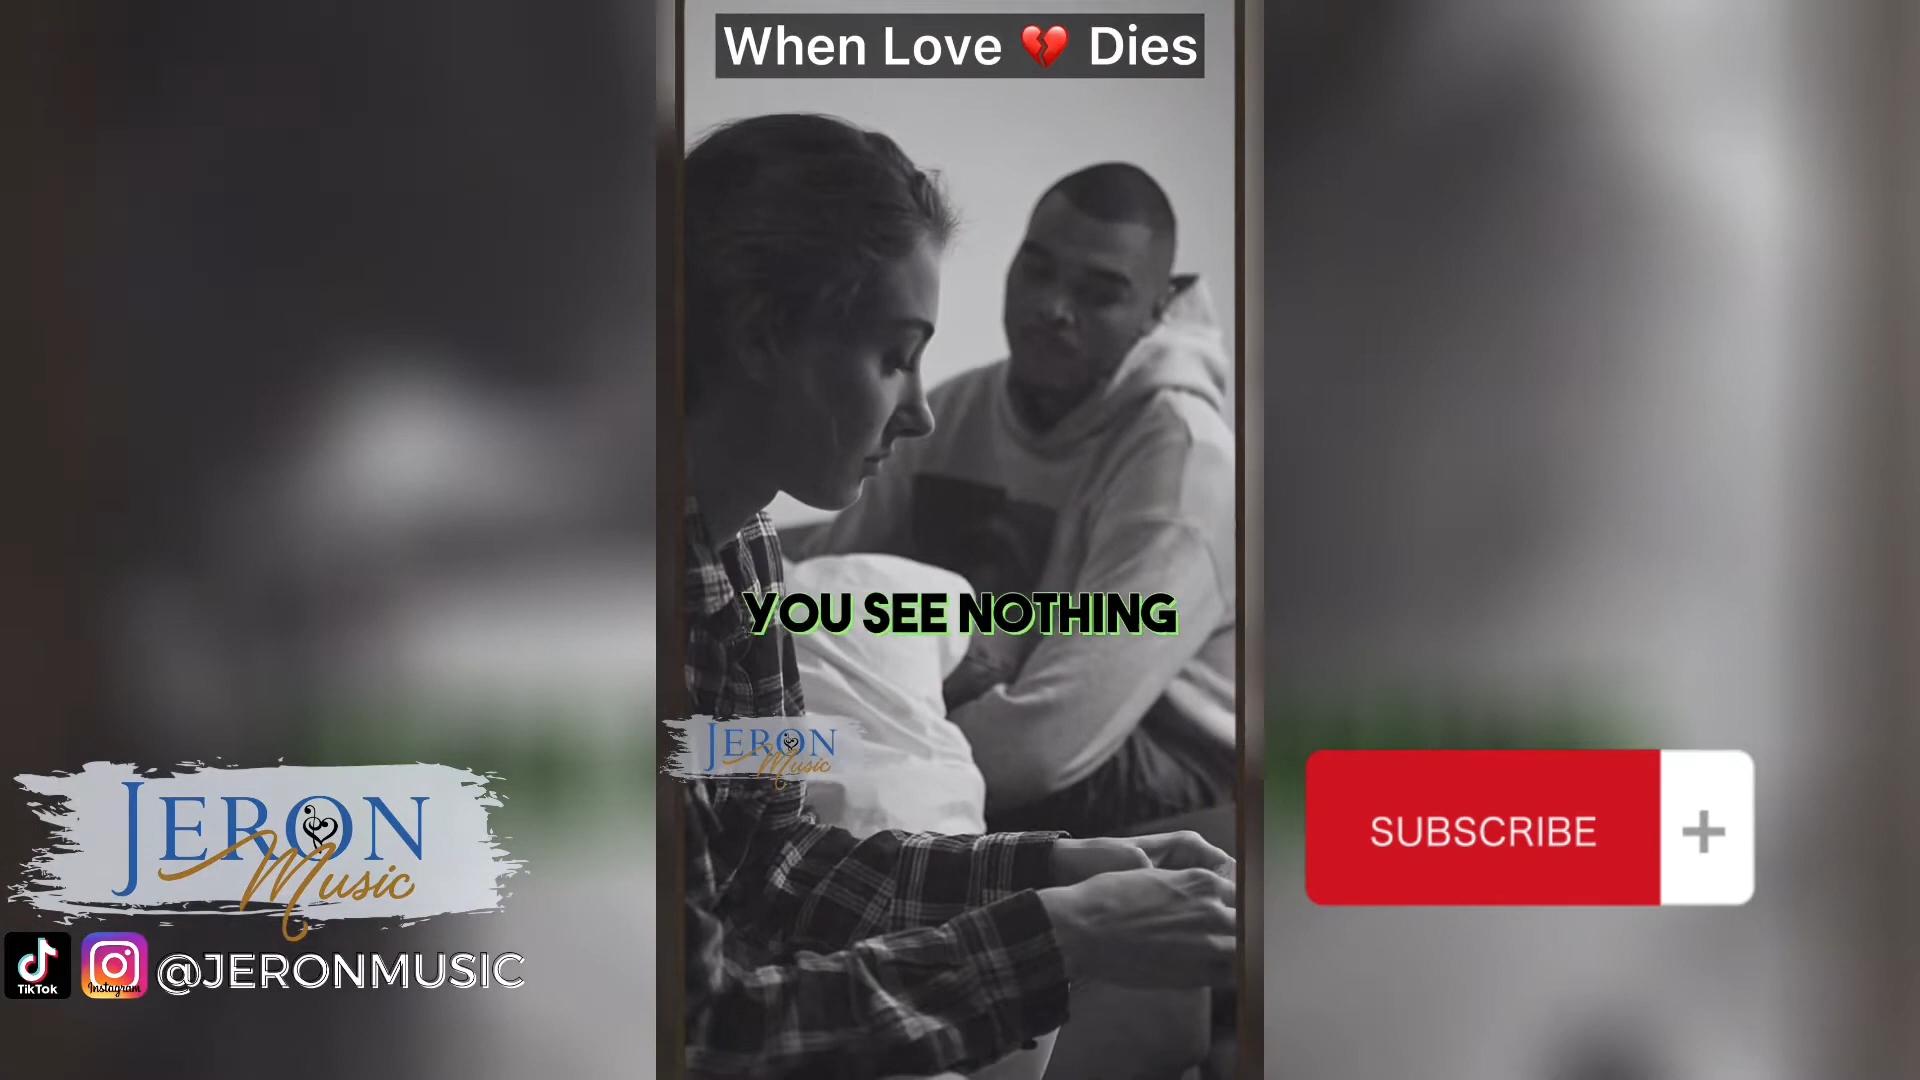 When Love 💔 Dies
YOU SEE NOTHING
JERON
Music
JERON
Music
SUBSCRIBE +
TikTok
Instagram
@JERONMUSIC